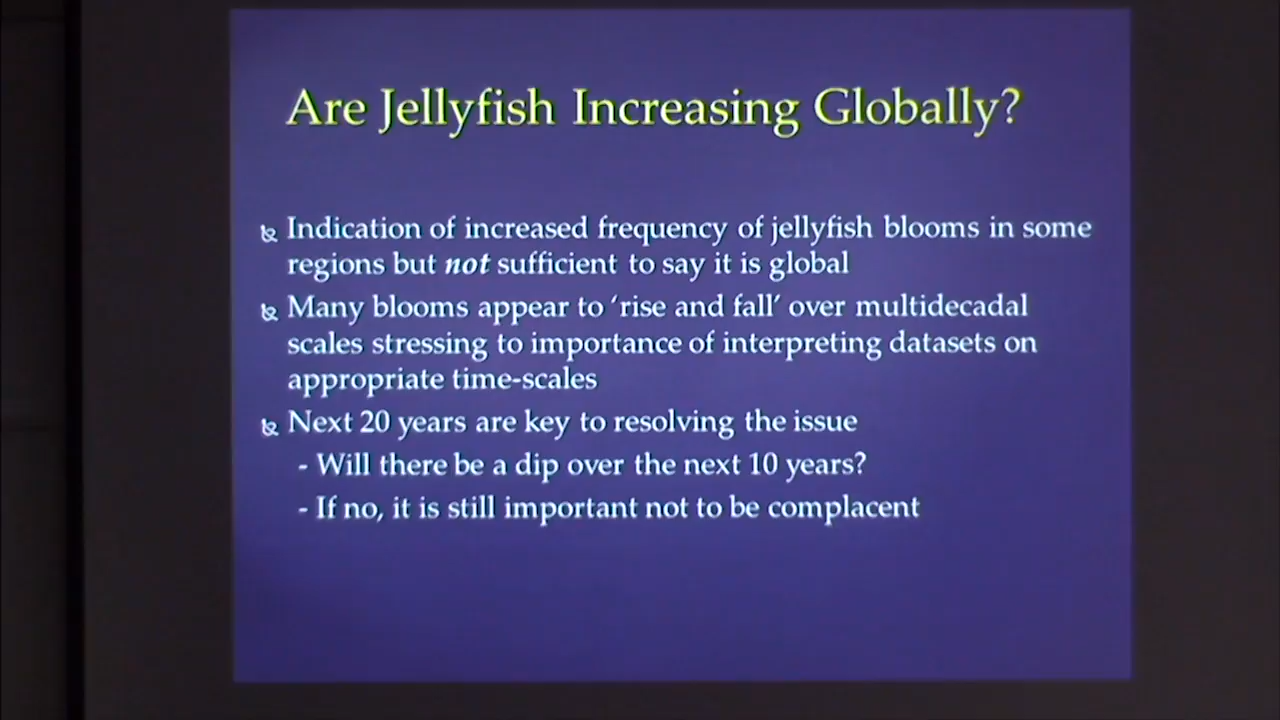 Are Jellyfish Increasing Globally?
Indication of increased frequency of jellyfish blooms in some
regions but not sufficient to say it is global
Many blooms appear to ‘rise and fall’ over multidecadal
scales stressing to importance of interpreting datasets on
appropriate time-scales
Next 20 years are key to resolving the issue
- Will there be a dip over the next 10 years?
- If no, it is still important not to be complacent